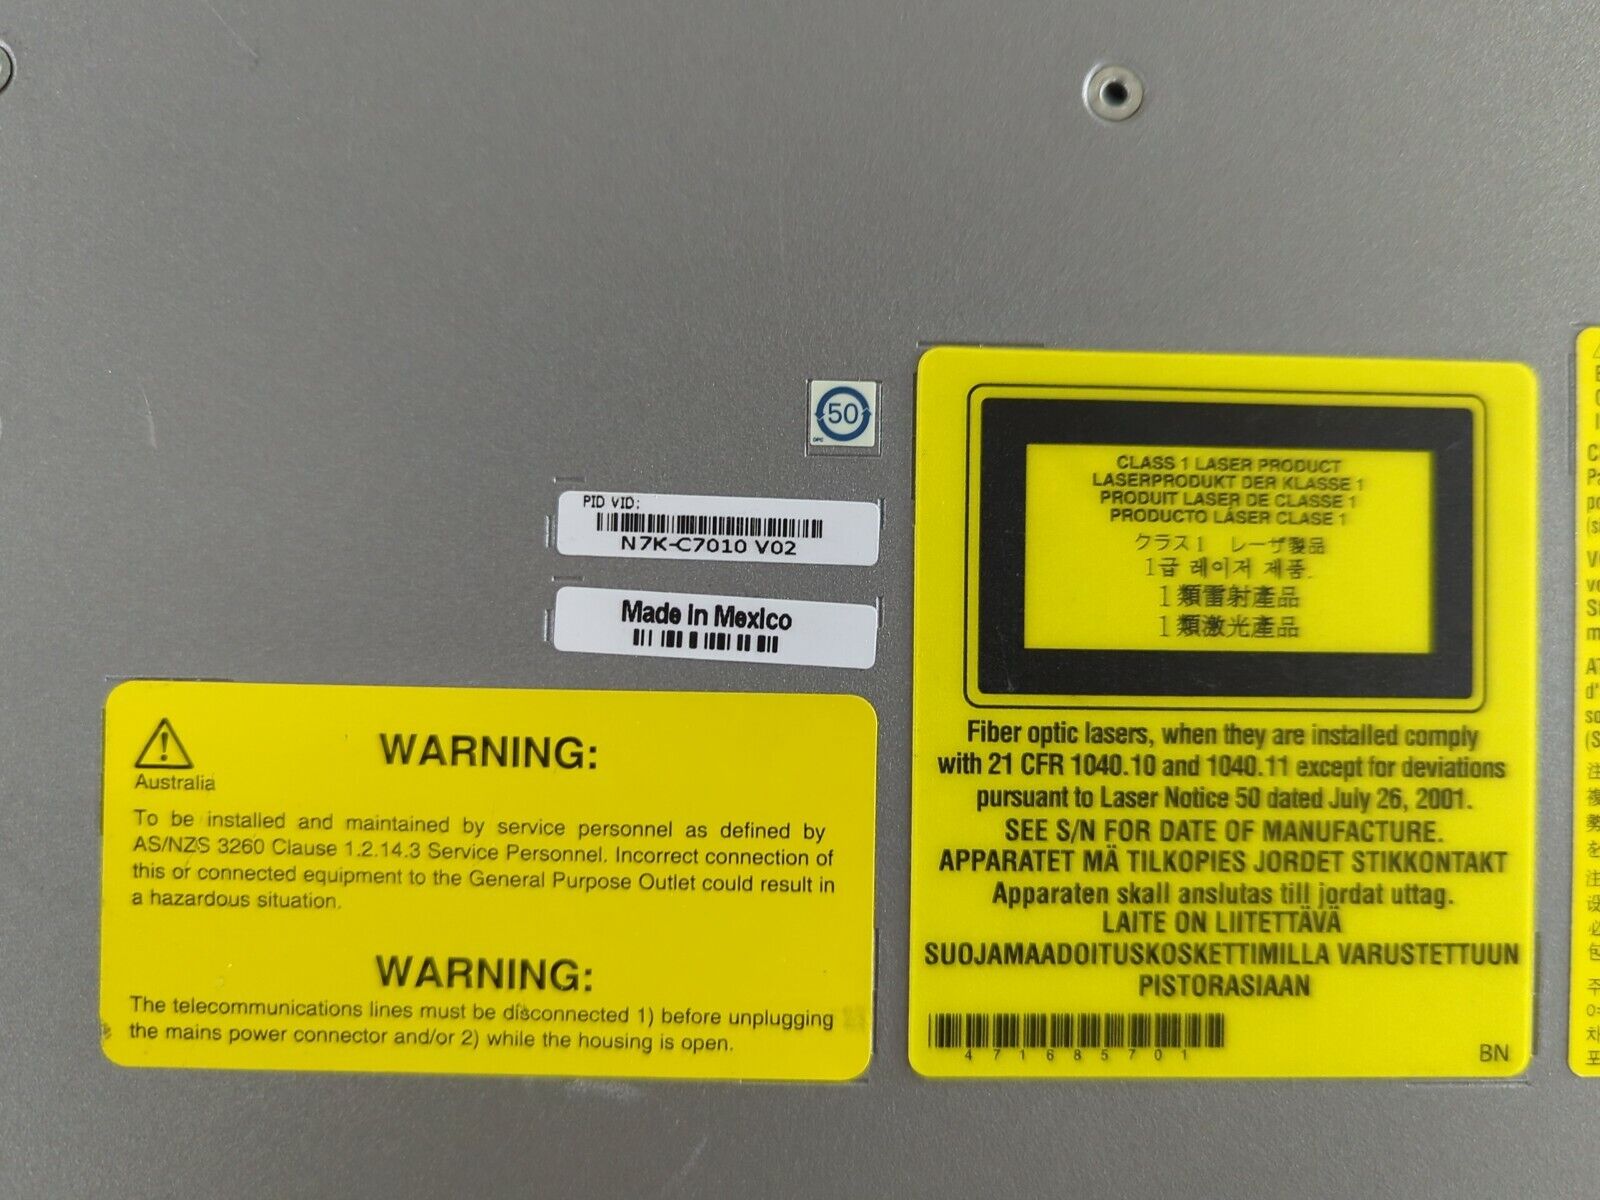 50
PID VID:
N7K-C7010 V02
Made in Mexico
Australia
WARNING:
To be installed and maintained by service personnel as defined by
AS/NZS 3260 Clause 1.2.14.3 Service Personnel. Incorrect connection of
this or connected equipment to the General Purpose Outlet could result in
a hazardous situation.
WARNING:
The telecommunications lines must be disconnected 1) before unplugging
the mains power connector and/or 2) while the housing is open.
CLASS 1 LASER PRODUCT
LASERPRODUKT DER KLASSE 1
PRODUIT LASER DE CLASSE 1
PRODUCTO LÁSER CLASE 1
クラス1 レーザ製品
1급 레이저 제품.
1類雷射產品
1類激光產品
Fiber optic lasers, when they are installed comply
with 21 CFR 1040.10 and 1040.11 except for deviations
pursuant to Laser Notice 50 dated July 26, 2001.
SEE S/N FOR DATE OF MANUFACTURE.
APPARATET MÅ TILKOPIES JORDET STIKKONTAKT
Apparaten skall anslutas till jordat uttag.
LAITE ON LIITETTÄVÄ
SUOJAMAADOITUSKOSKETTIMILLA VARUSTETTUUN
PISTORASIAAN
471685701
BN